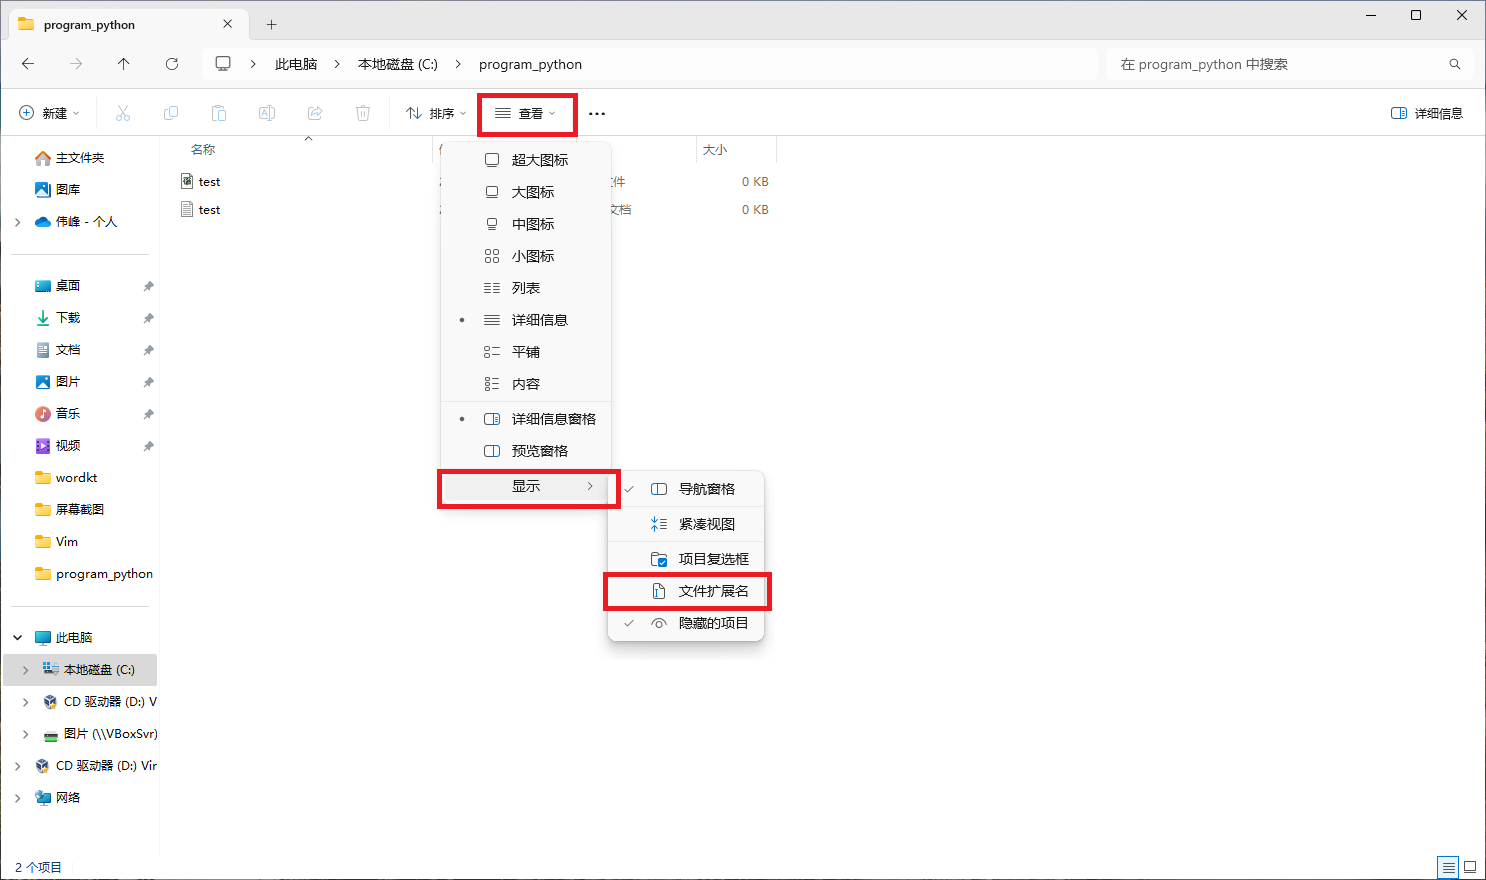 program_python
此电脑 本地磁盘 (C:) program_python
在 program_python 中搜索
新建 排序 查看 详细信息
名称 大小
test 件 0 KB
test 文档 0 KB
主文件夹
图库
伟峰 - 个人
桌面
下载
文档
图片
音乐
视频
wordkt
屏幕截图
Vim
program_python
此电脑
本地磁盘 (C:)
CD 驱动器 (D:) V
图片 (\\VBoxSvr)
CD 驱动器 (D:) Vir
网络
超大图标
大图标
中图标
小图标
列表
详细信息
平铺
内容
详细信息窗格
预览窗格
显示
导航窗格
紧凑视图
项目复选框
文件扩展名
隐藏的项目
2 个项目